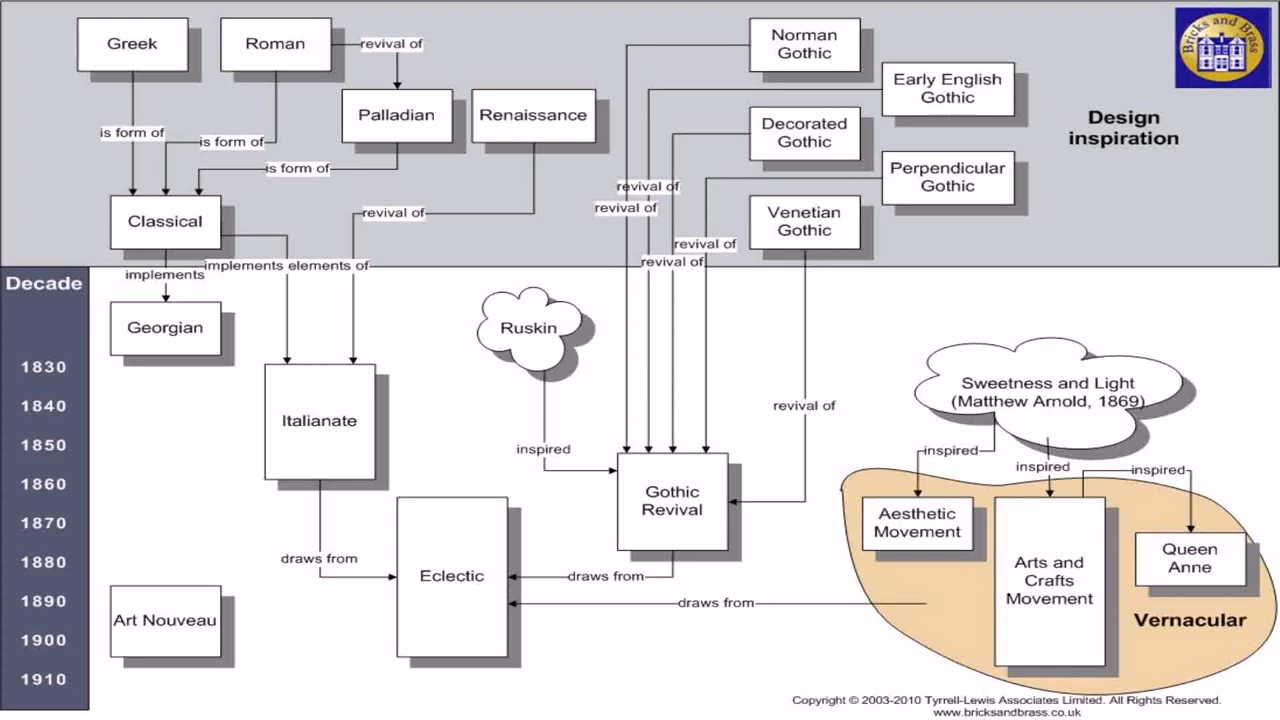 Greek
Roman
revival of
Norman
Gothic
Bricks and Brass
Early English
Gothic
Palladian
Renaissance
Design
inspiration
Decorated
Gothic
is form of
is form of
is form of
Perpendicular
Gothic
revival of
revival of
revival of
Classical
Venetian
Gothic
revival of
revival of
implements
implements elements of
Decade
Georgian
Ruskin
1830
Sweetness and Light
(Matthew Arnold, 1869)
1840
revival of
Italianate
1850
inspired
inspired
inspired
inspired
1860
Gothic
Revival
Aesthetic
Movement
1870
Queen
Anne
draws from
1880
Eclectic
draws from
Arts and
Crafts
Movement
1890
draws from
Art Nouveau
Vernacular
1900
1910
Copyright © 2003-2010 Tyrrell-Lewis Associates Limited. All Rights Reserved.
www.bricksandbrass.co.uk